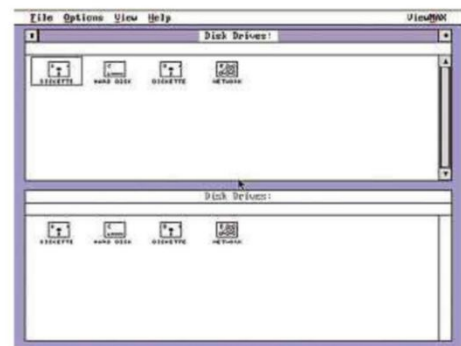 File Options View Help ViewMAX
Disk Drives:
DISKETTE HARD DISK DISKETTE NETWORK
Disk Drives:
DISKETTE HARD DISK DISKETTE NETWORK